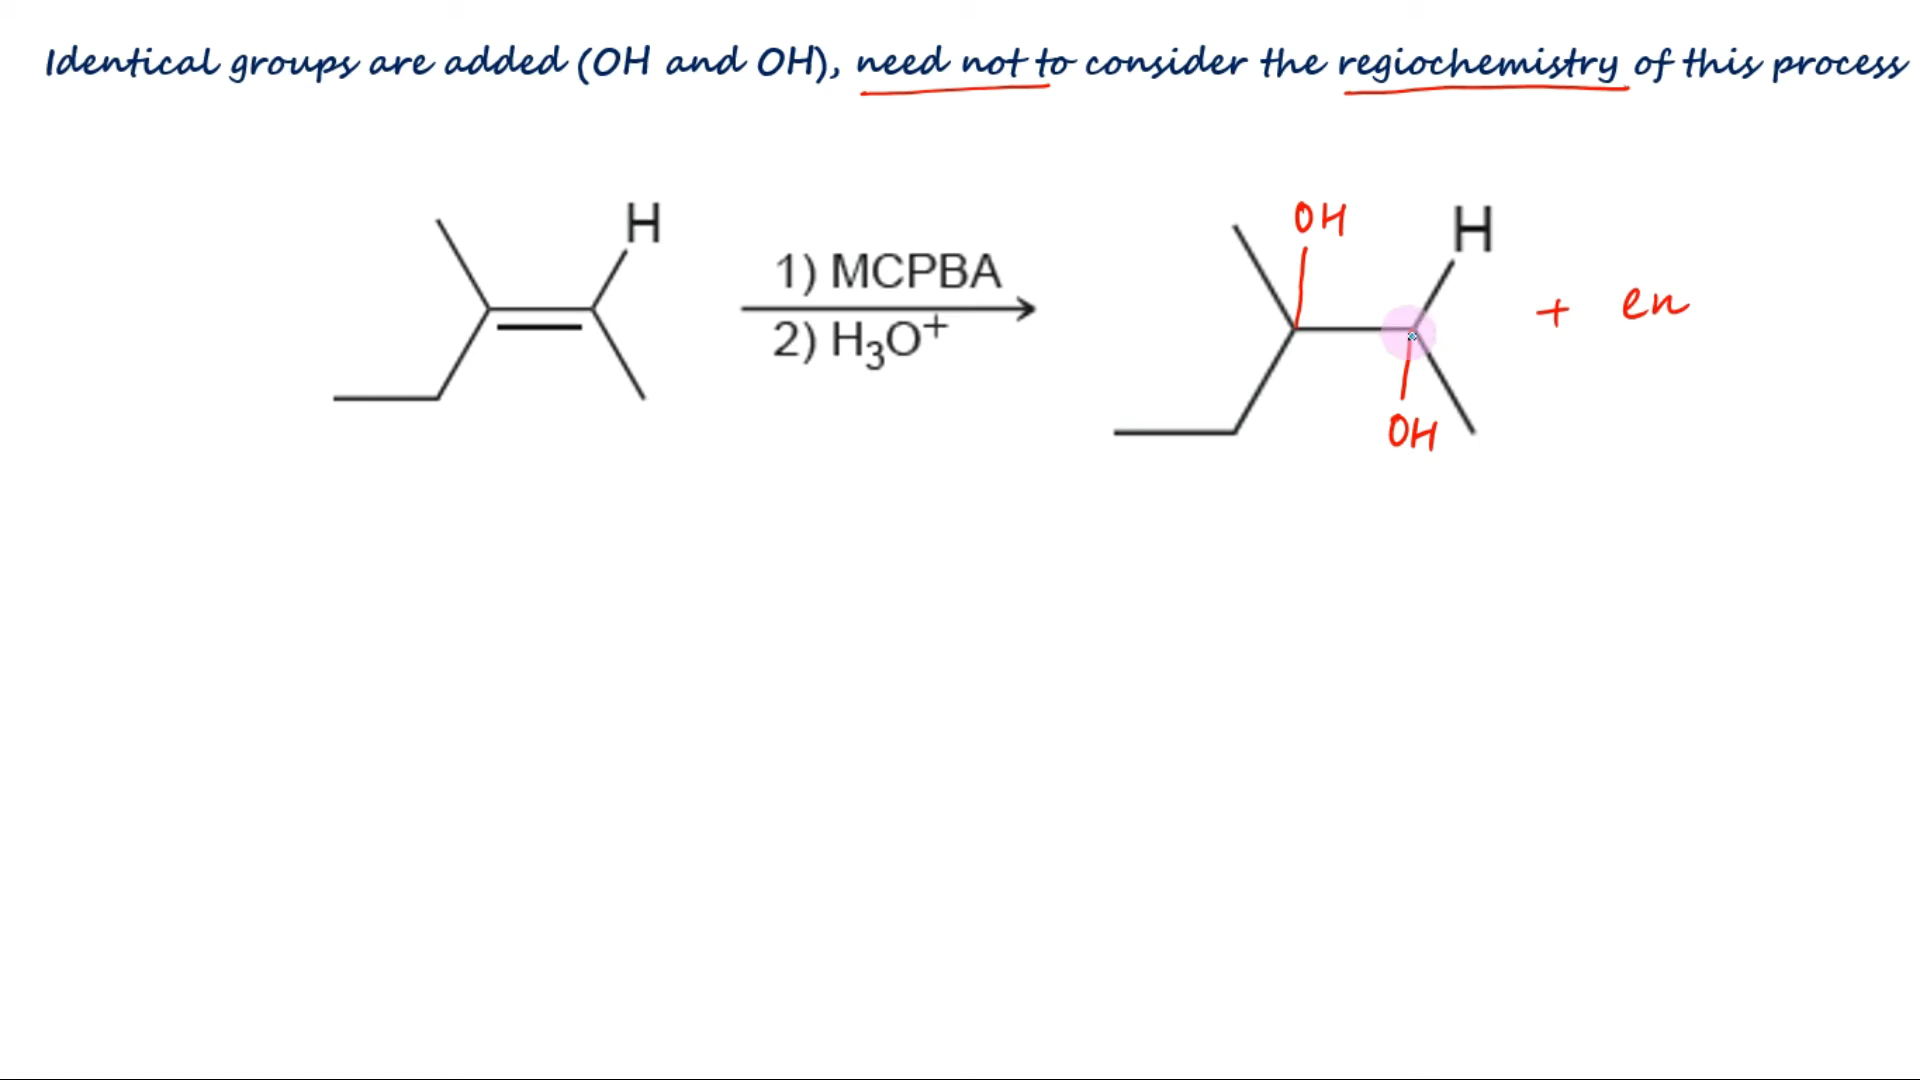 Identical groups are added (OH and OH), need not to consider the regiochemistry of this process
H
1) MCPBA
2) H₃O⁺
OH
H
+ en
OH